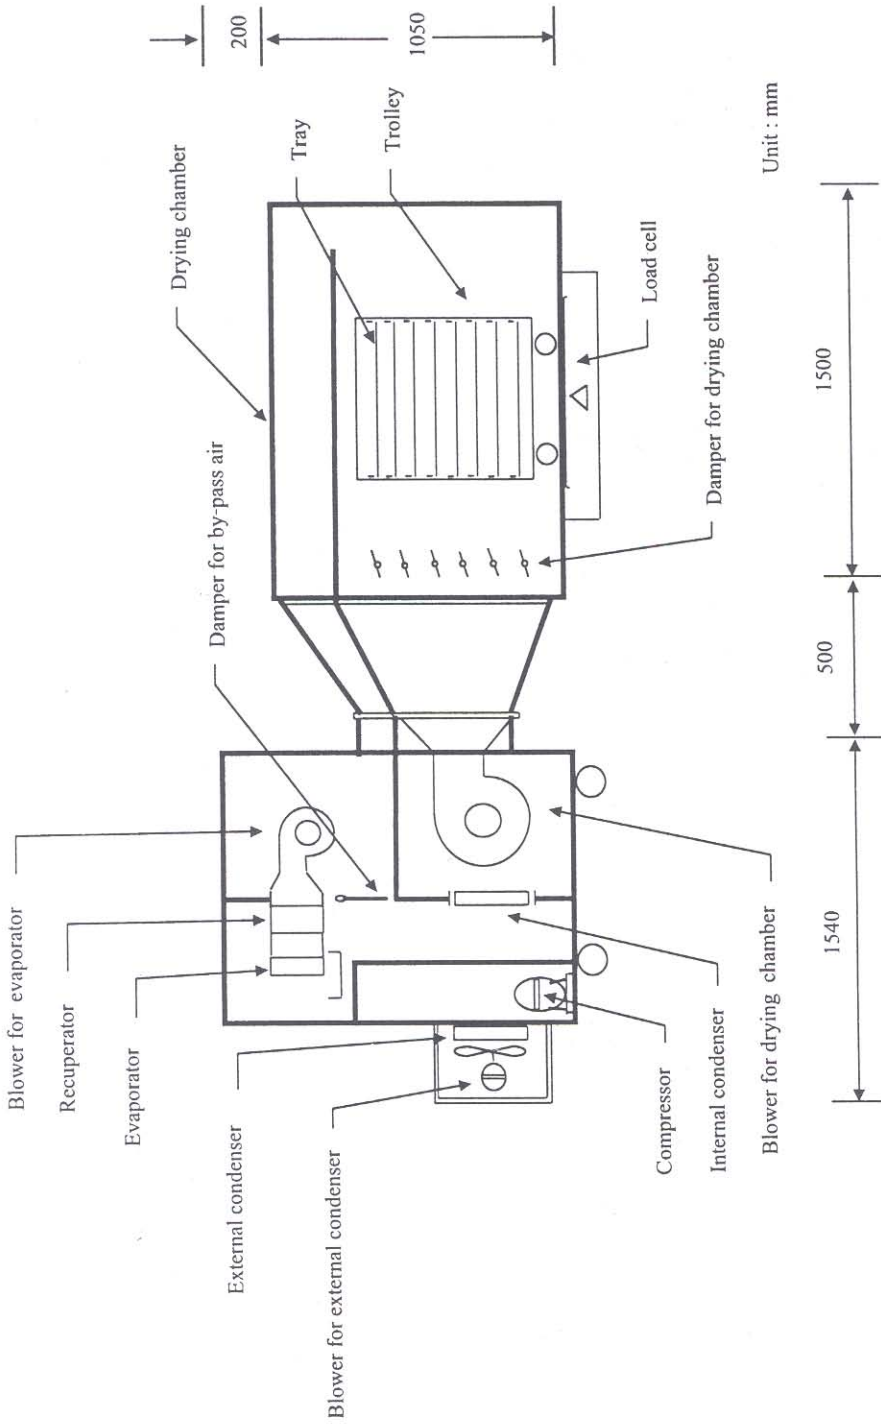 Blower for evaporator
Recuperator
Evaporator
External condenser
Blower for external condenser
Damper for by-pass air
Drying chamber
Tray
Trolley
Load cell
Damper for drying chamber
Compressor
Internal condenser
Blower for drying chamber
200
1050
Unit : mm
1540
500
1500